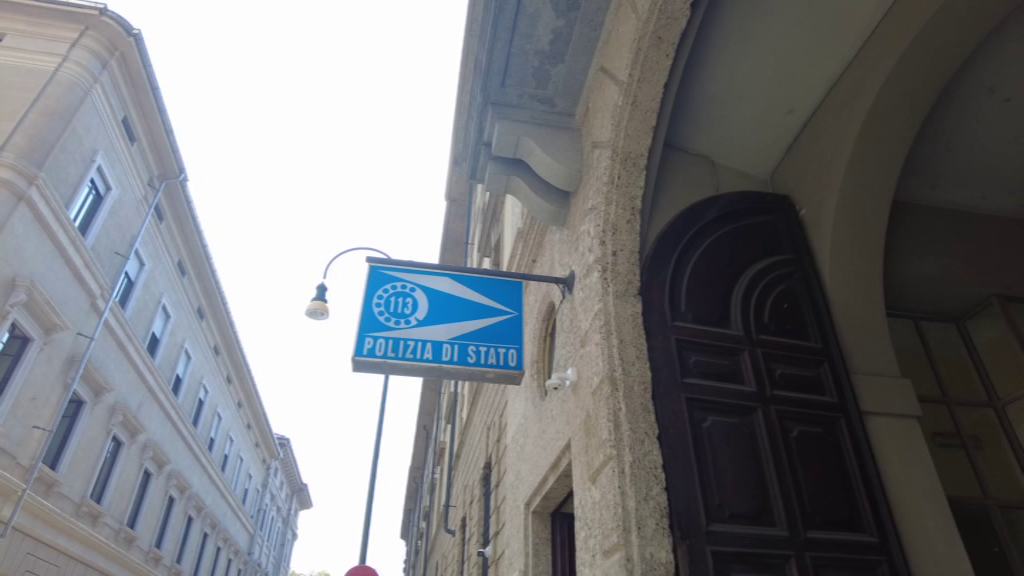 113
POLIZIA DI STATO